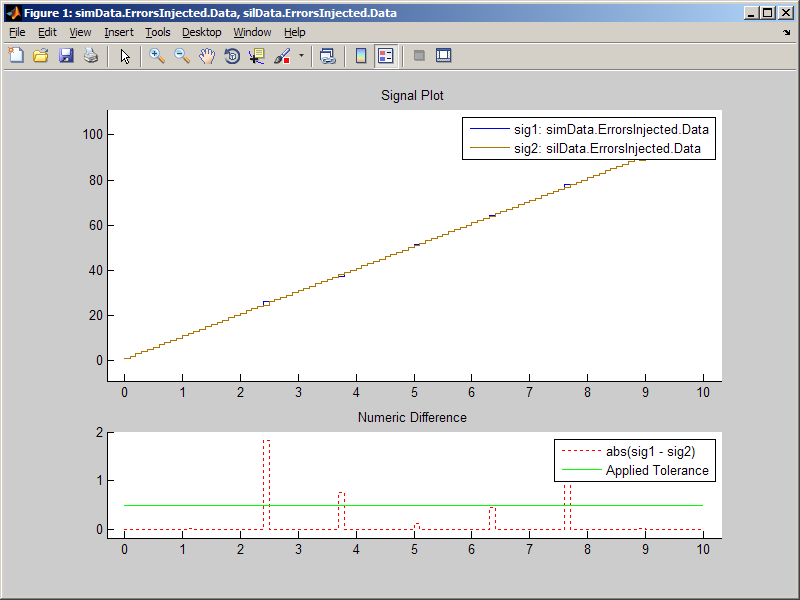 Figure 1: simData.ErrorsInjected.Data, silData.ErrorsInjected.Data
File Edit View Insert Tools Desktop Window Help
Signal Plot
sig1: simData.ErrorsInjected.Data
sig2: silData.ErrorsInjected.Data
100
80
60
40
20
0
0 1 2 3 4 5 6 7 8 9 10
Numeric Difference
abs(sig1 - sig2)
Applied Tolerance
2
1
0
0 1 2 3 4 5 6 7 8 9 10